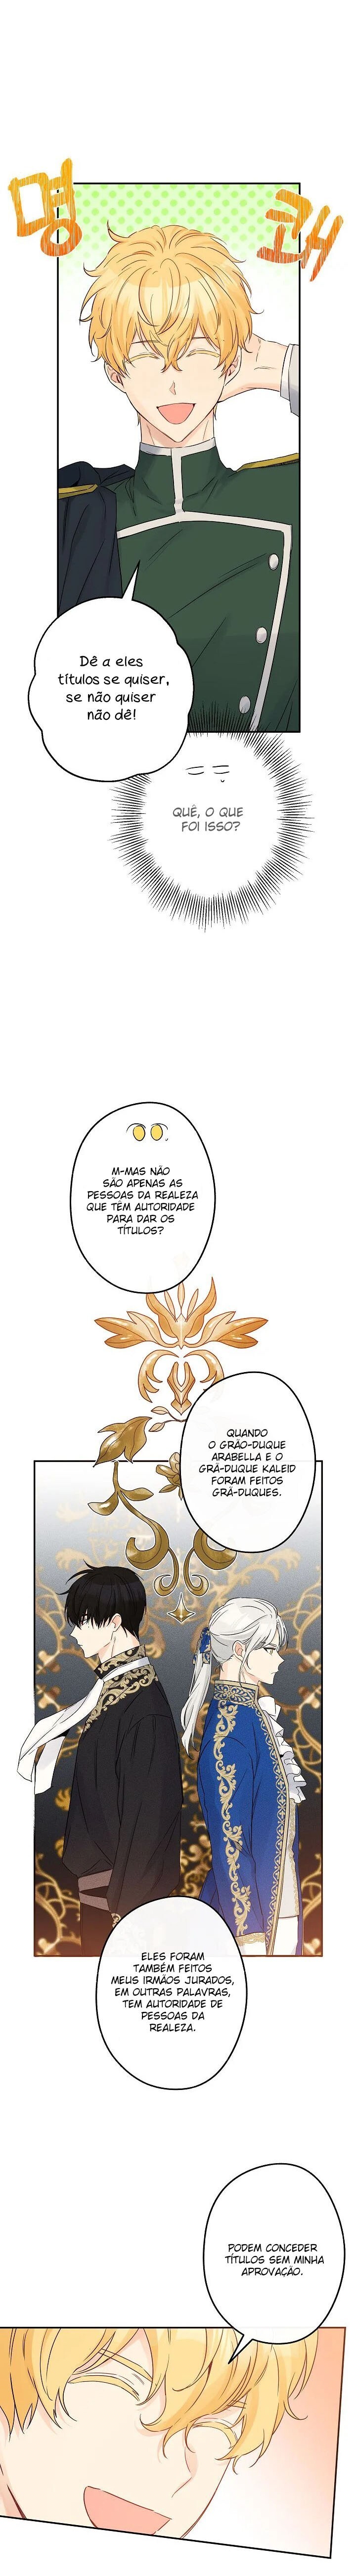 명
쾌
Dê a eles
títulos se quiser,
se não quiser
não dê!
QUÊ, O QUE
FOI ISSO?
M-MAS NÃO
SÃO APENAS AS
PESSOAS DA REALEZA
QUE TÊM AUTORIDADE
PARA DAR OS
TÍTULOS?
QUANDO
O GRÃO-DUQUE
ARABELLA E O
GRÃ-DUQUE KALEID
FORAM FEITOS
GRÃ-DUQUES.
ELES FORAM
TAMBÉM FEITOS
MEUS IRMÃOS JURADOS,
EM OUTRAS PALAVRAS,
TEM AUTORIDADE DE
PESSOAS DA
REALEZA.
PODEM CONCEDER
TÍTULOS SEM MINHA
APROVAÇÃO.